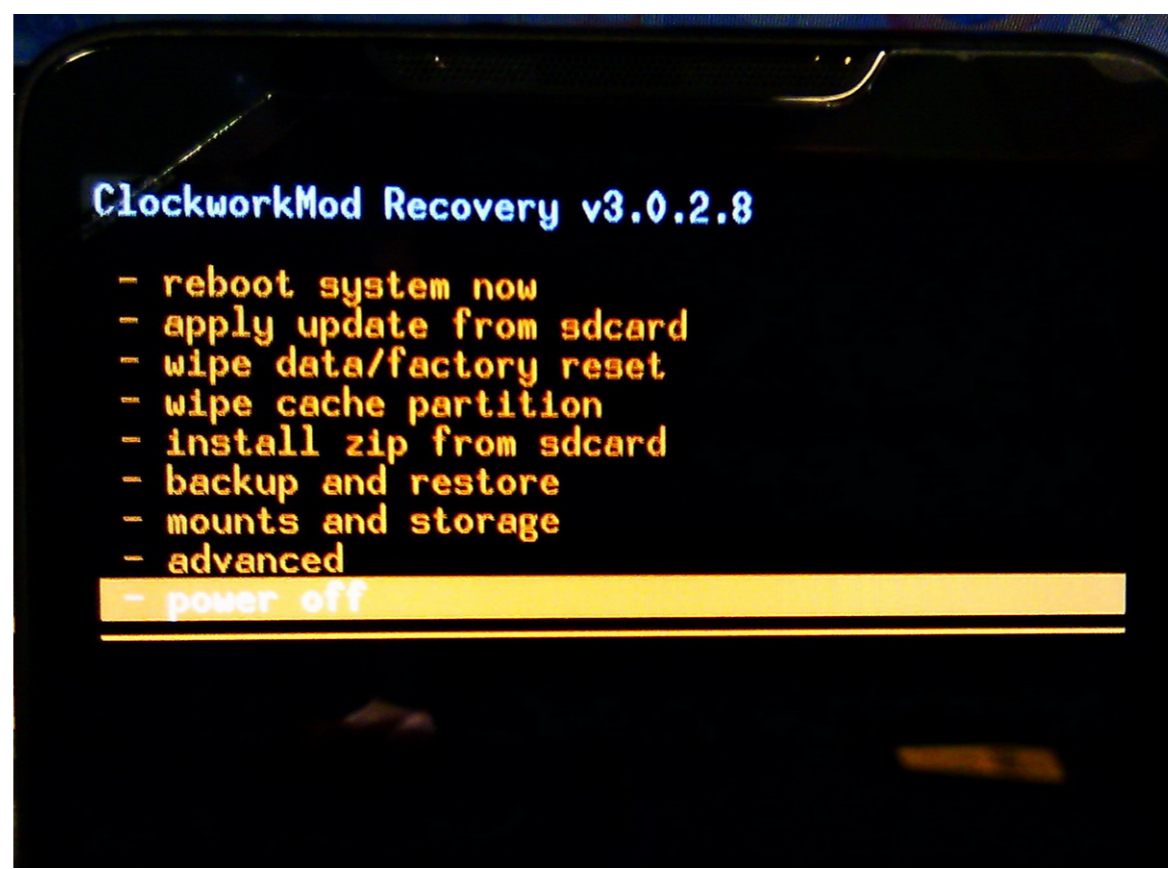 ClockworkMod Recovery v3.0.2.8
- reboot system now
- apply update from sdcard
- wipe data/factory reset
- wipe cache partition
- install zip from sdcard
- backup and restore
- mounts and storage
- advanced
- power off